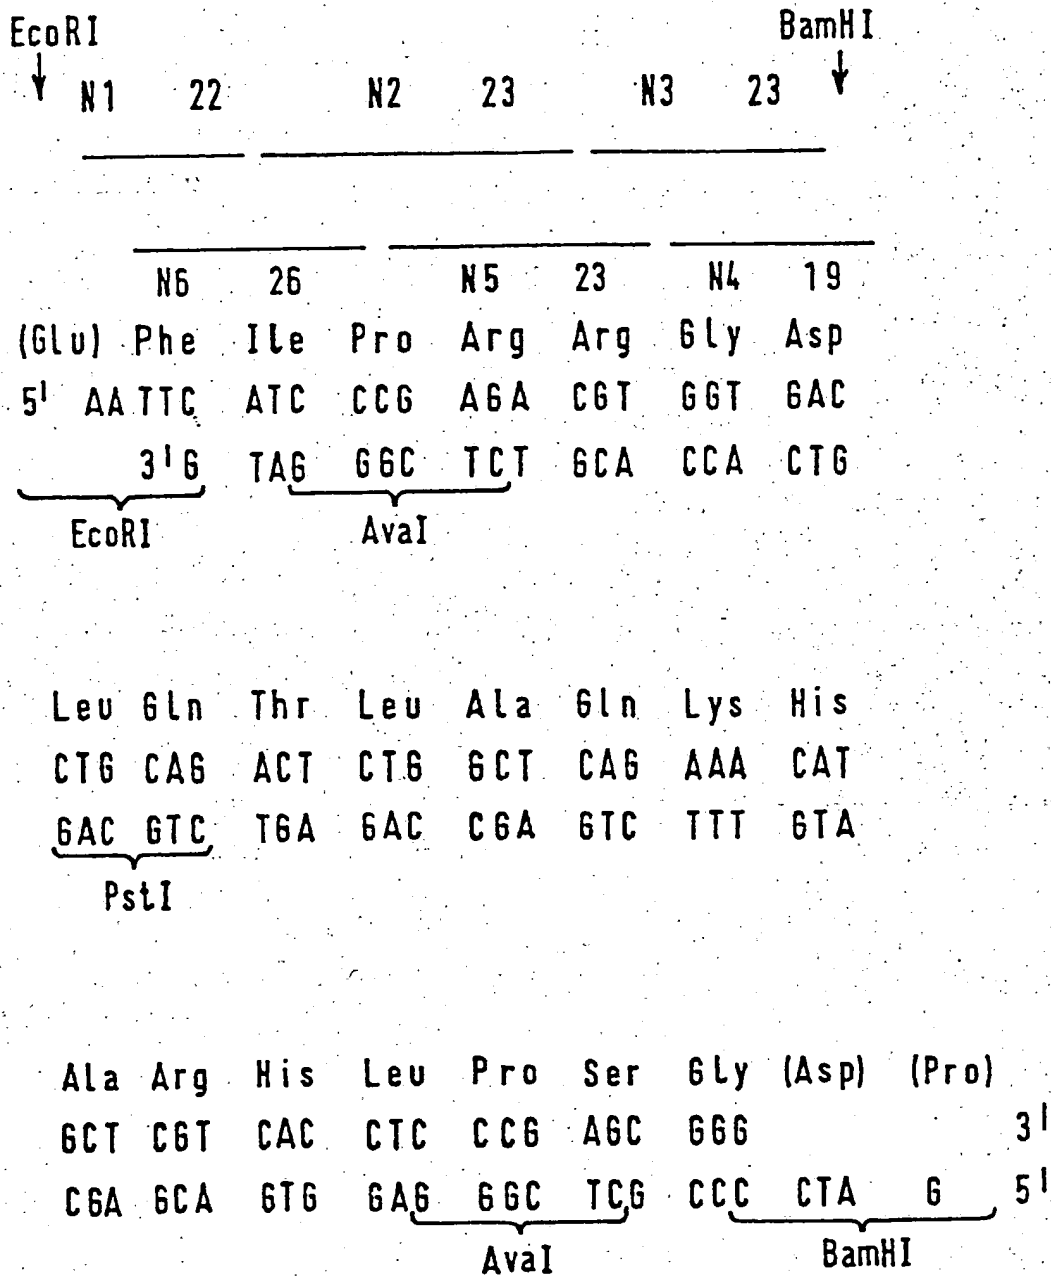 EcoRI BamHI
N1 22 N2 23 N3 23
N6 26 N5 23 N4 19
(Glu) Phe Ile Pro Arg Arg Gly Asp
5' AA TTC ATC CCG AGA CGT GGT GAC
3'G TAG GGC TCT GCA CCA CTG
EcoRI AvaI
Leu Gln Thr Leu Ala Gln Lys His
CTG CAG ACT CTG GCT CAG AAA CAT
GAC GTC TGA GAC CGA GTC TTT GTA
PstI
Ala Arg His Leu Pro Ser Gly (Asp) (Pro)
GCT CGT CAC CTC CCG AGC GGG 3'
CGA GCA GTG GAG GGC TCG CCC CTA G 5'
AvaI BamHI